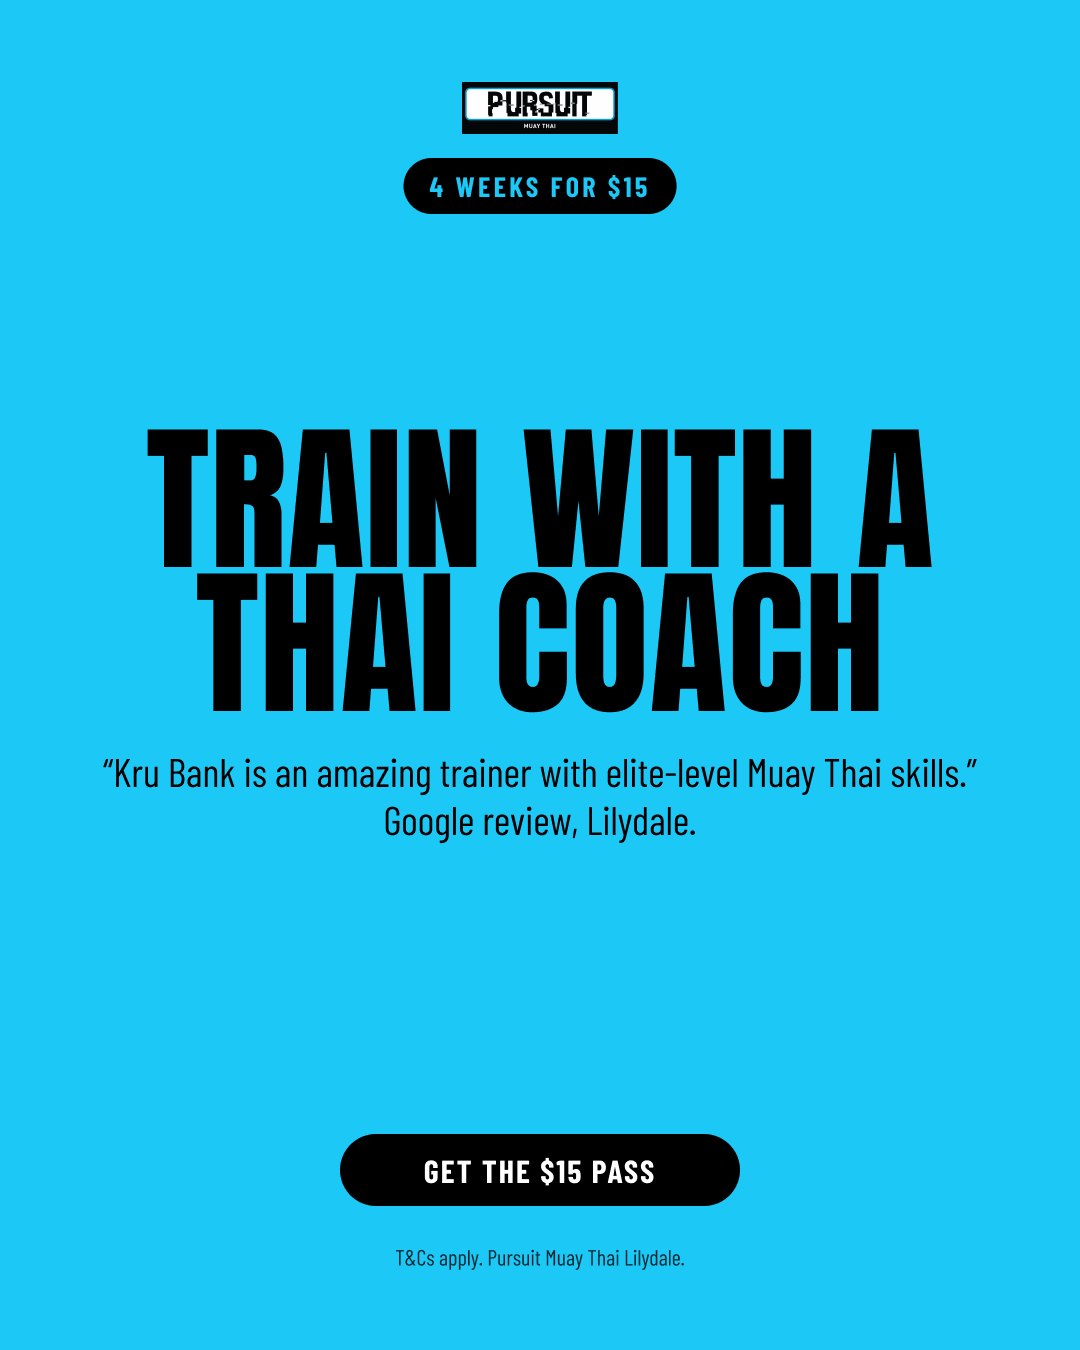 PURSUIT
MUAY THAI
4 WEEKS FOR $15
TRAIN WITH A
THAI COACH
“Kru Bank is an amazing trainer with elite-level Muay Thai skills.”
Google review, Lilydale.
GET THE $15 PASS
T&Cs apply. Pursuit Muay Thai Lilydale.